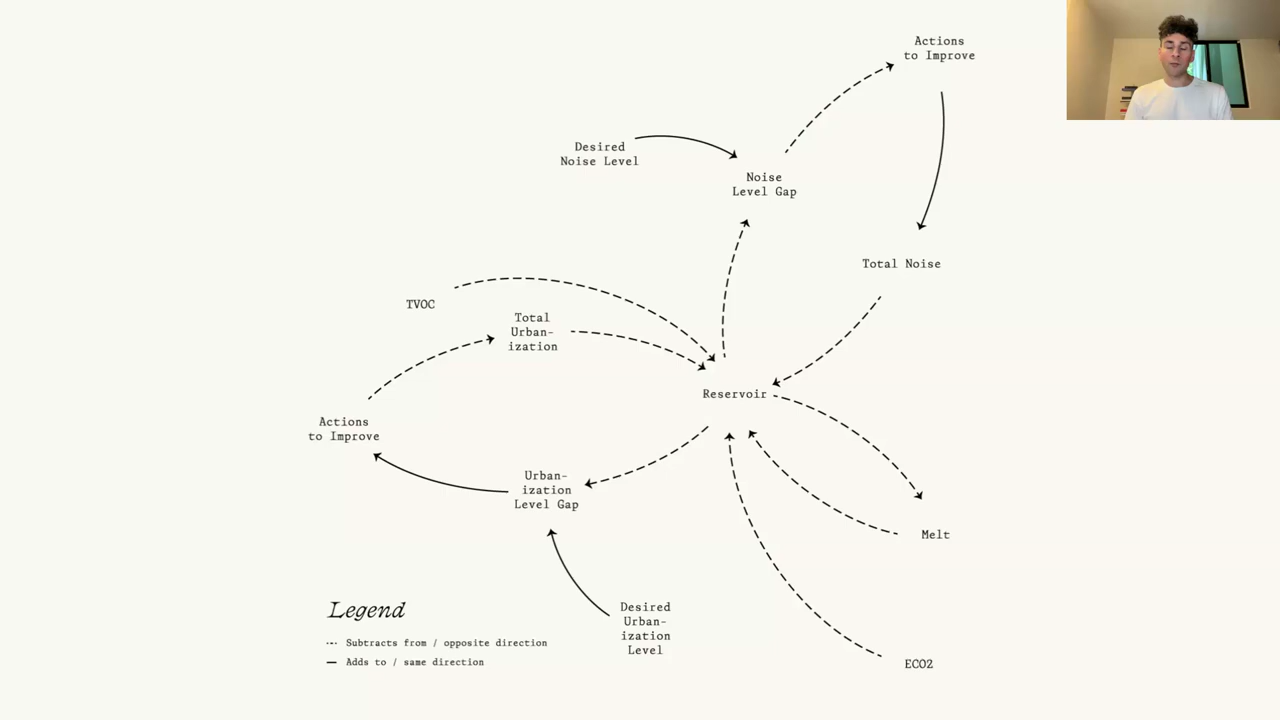 Actions
to Improve
Desired
Noise Level
Noise
Level Gap
Total Noise
TVOC
Total
Urban-
ization
Reservoir
Actions
to Improve
Urban-
ization
Level Gap
Melt
Desired
Urban-
ization
Level
ECO2
Legend
Subtracts from / opposite direction
Adds to / same direction